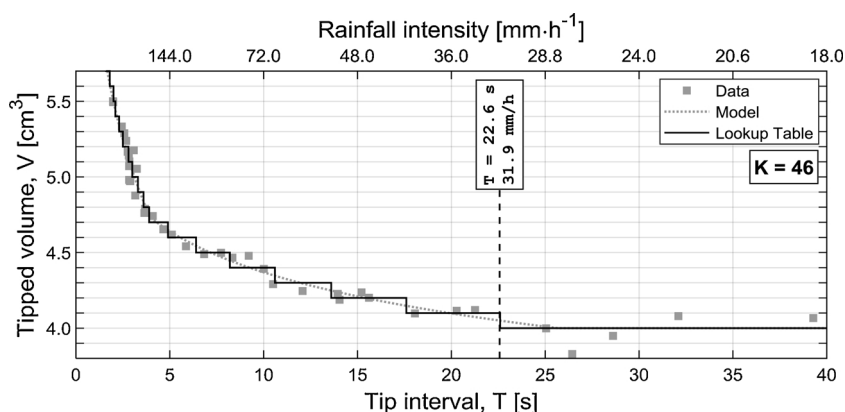 Rainfall intensity [mm·h⁻¹]
144.0 72.0 48.0 36.0 28.8 24.0 20.6 18.0
Tipped volume, V [cm³]
5.5
5.0
4.5
4.0
T = 22.6 s
31.9 mm/h
Data
Model
Lookup Table
K = 46
0 5 10 15 20 25 30 35 40
Tip interval, T [s]